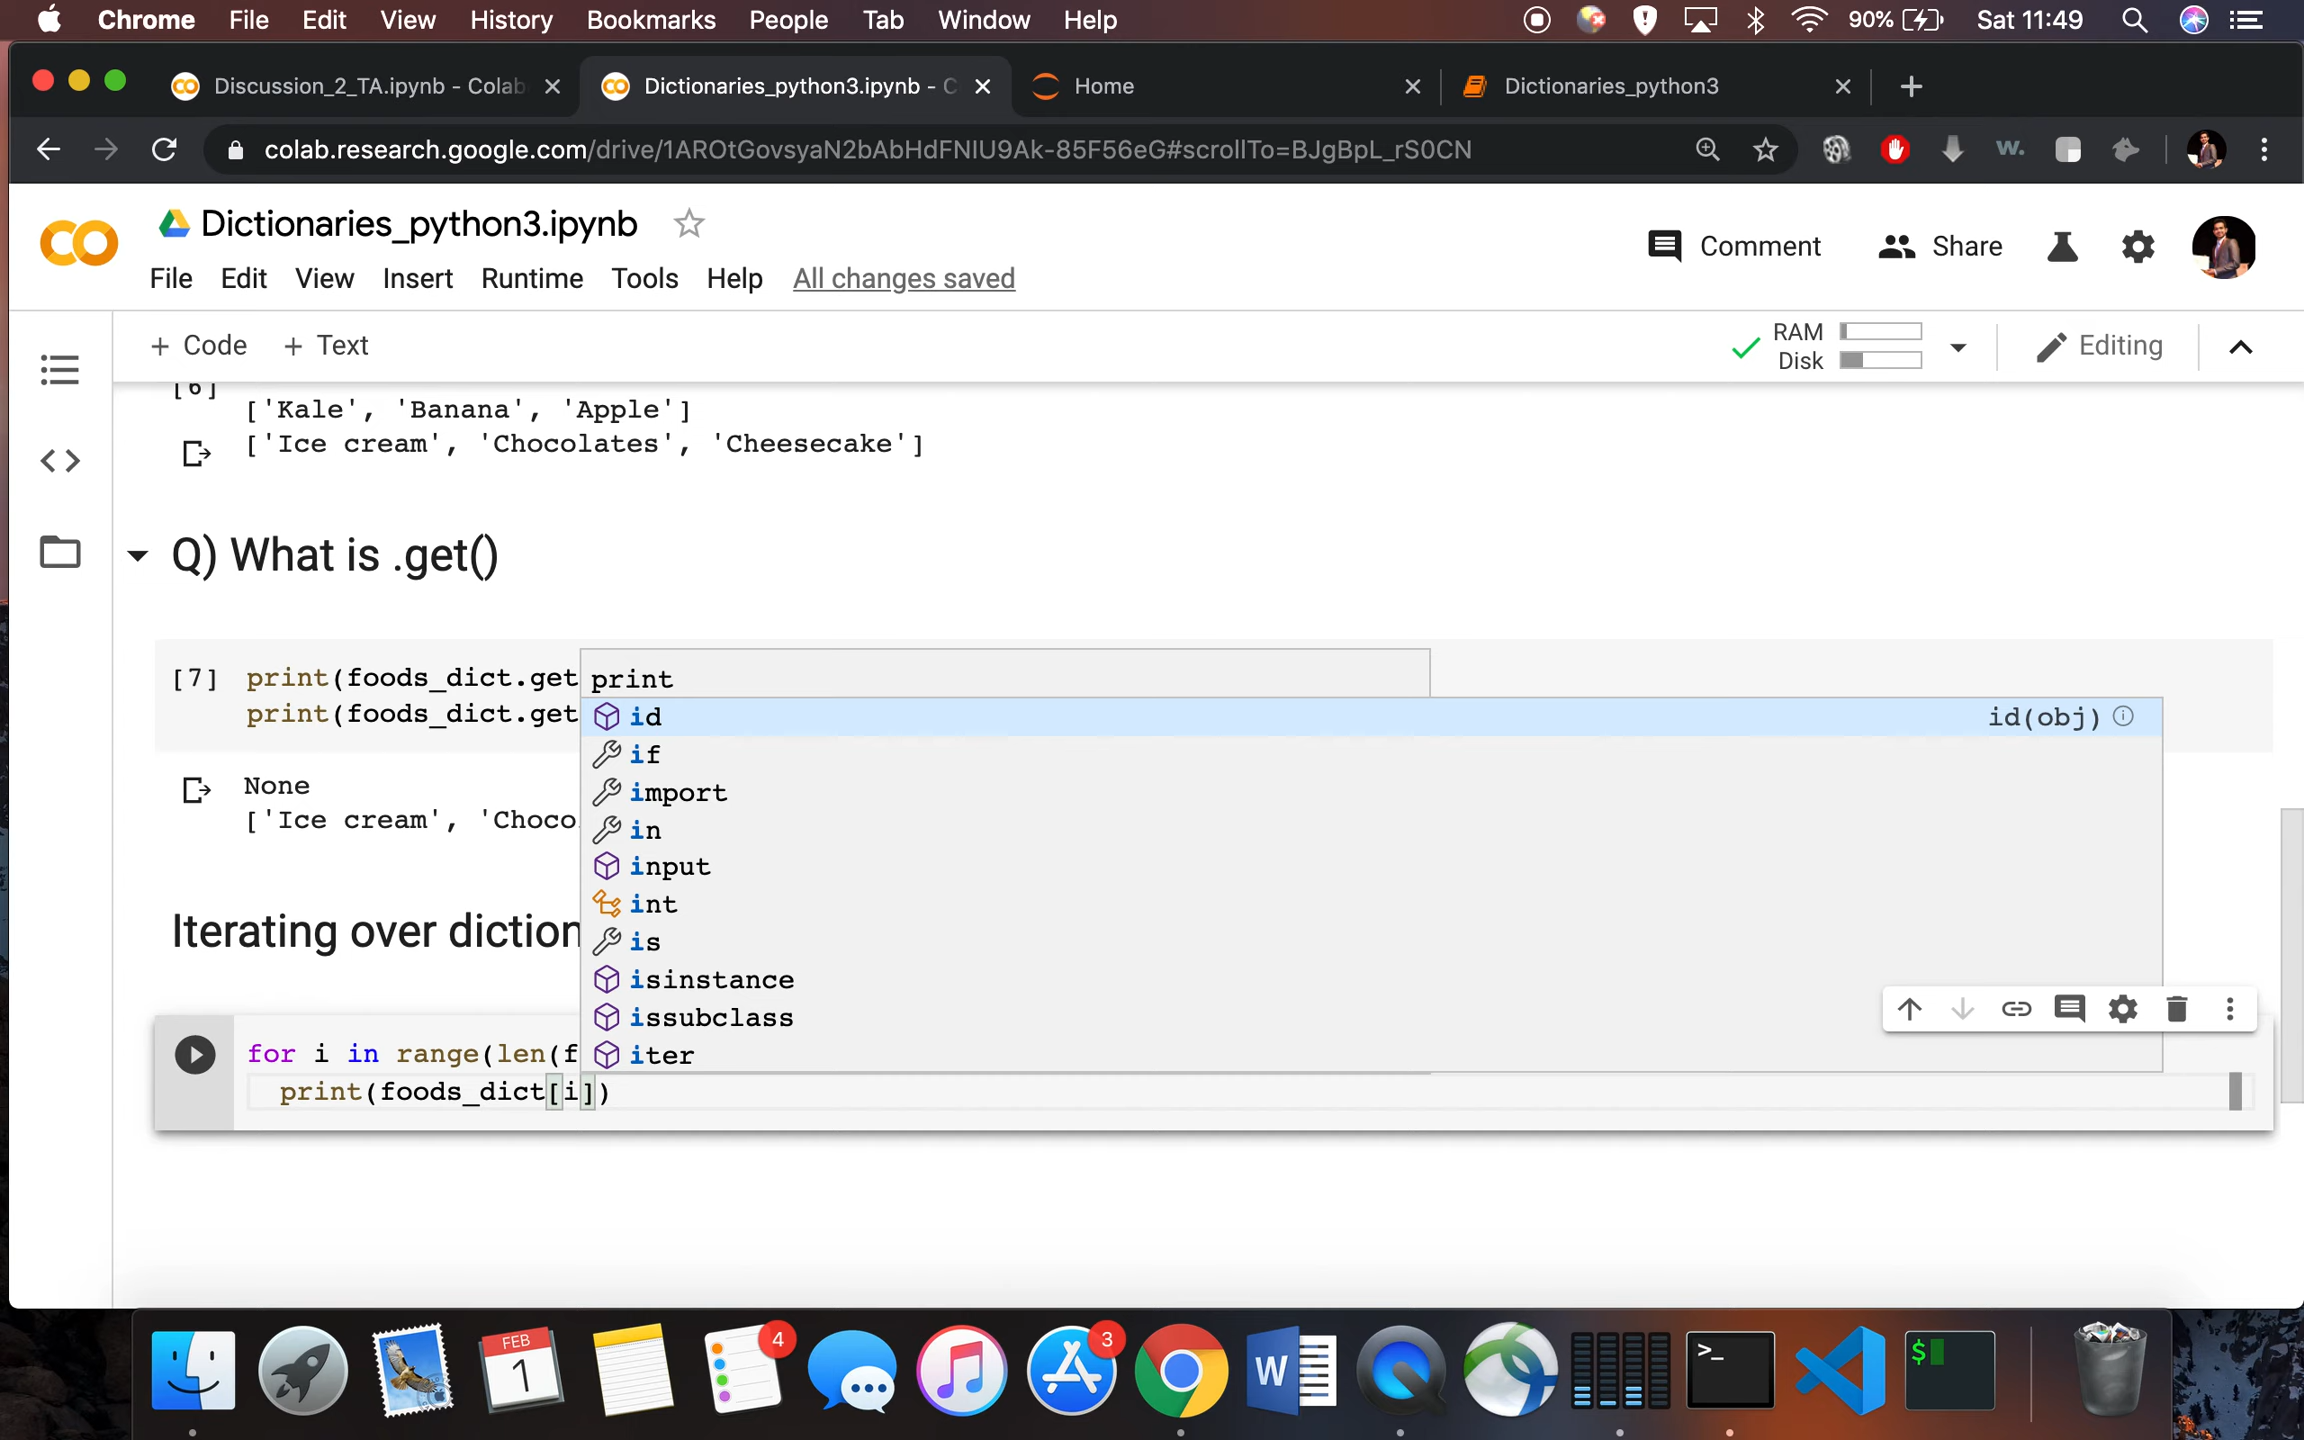 Chrome File Edit View History Bookmarks People Tab Window Help 90% Sat 11:49
Discussion_2_TA.ipynb - Colab Dictionaries_python3.ipynb - C Home Dictionaries_python3
colab.research.google.com/drive/1AROtGovsyaN2bAbHdFNIU9Ak-85F56eG#scrollTo=BJgBpL_rS0CN
w.
Dictionaries_python3.ipynb
Comment Share
File Edit View Insert Runtime Tools Help All changes saved
+ Code + Text
RAM
Disk
Editing
[6]
['Kale', 'Banana', 'Apple']
['Ice cream', 'Chocolates', 'Cheesecake']
Q) What is .get()
[7] print(foods_dict.get
print(foods_dict.get
print
id id(obj)
if
import
in
input
int
is
isinstance
issubclass
iter
None
['Ice cream', 'Choco
Iterating over diction
for i in range(len(f
print(foods_dict[i])
4
3
FEB
1
W
>_
$